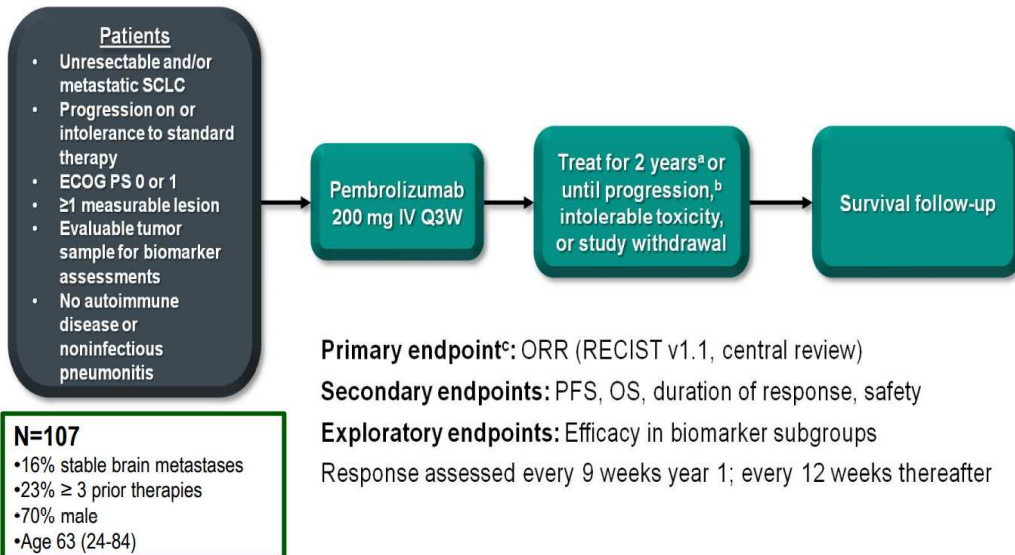 Patients
• Unresectable and/or
metastatic SCLC
• Progression on or
intolerance to standard
therapy
• ECOG PS 0 or 1
• ≥1 measurable lesion
• Evaluable tumor
sample for biomarker
assessments
• No autoimmune
disease or
noninfectious
pneumonitis
Pembrolizumab
200 mg IV Q3W
Treat for 2 yearsᵃ or
until progression,ᵇ
intolerable toxicity,
or study withdrawal
Survival follow-up
Primary endpointᶜ: ORR (RECIST v1.1, central review)
Secondary endpoints: PFS, OS, duration of response, safety
Exploratory endpoints: Efficacy in biomarker subgroups
Response assessed every 9 weeks year 1; every 12 weeks thereafter
N=107
•16% stable brain metastases
•23% ≥ 3 prior therapies
•70% male
•Age 63 (24-84)